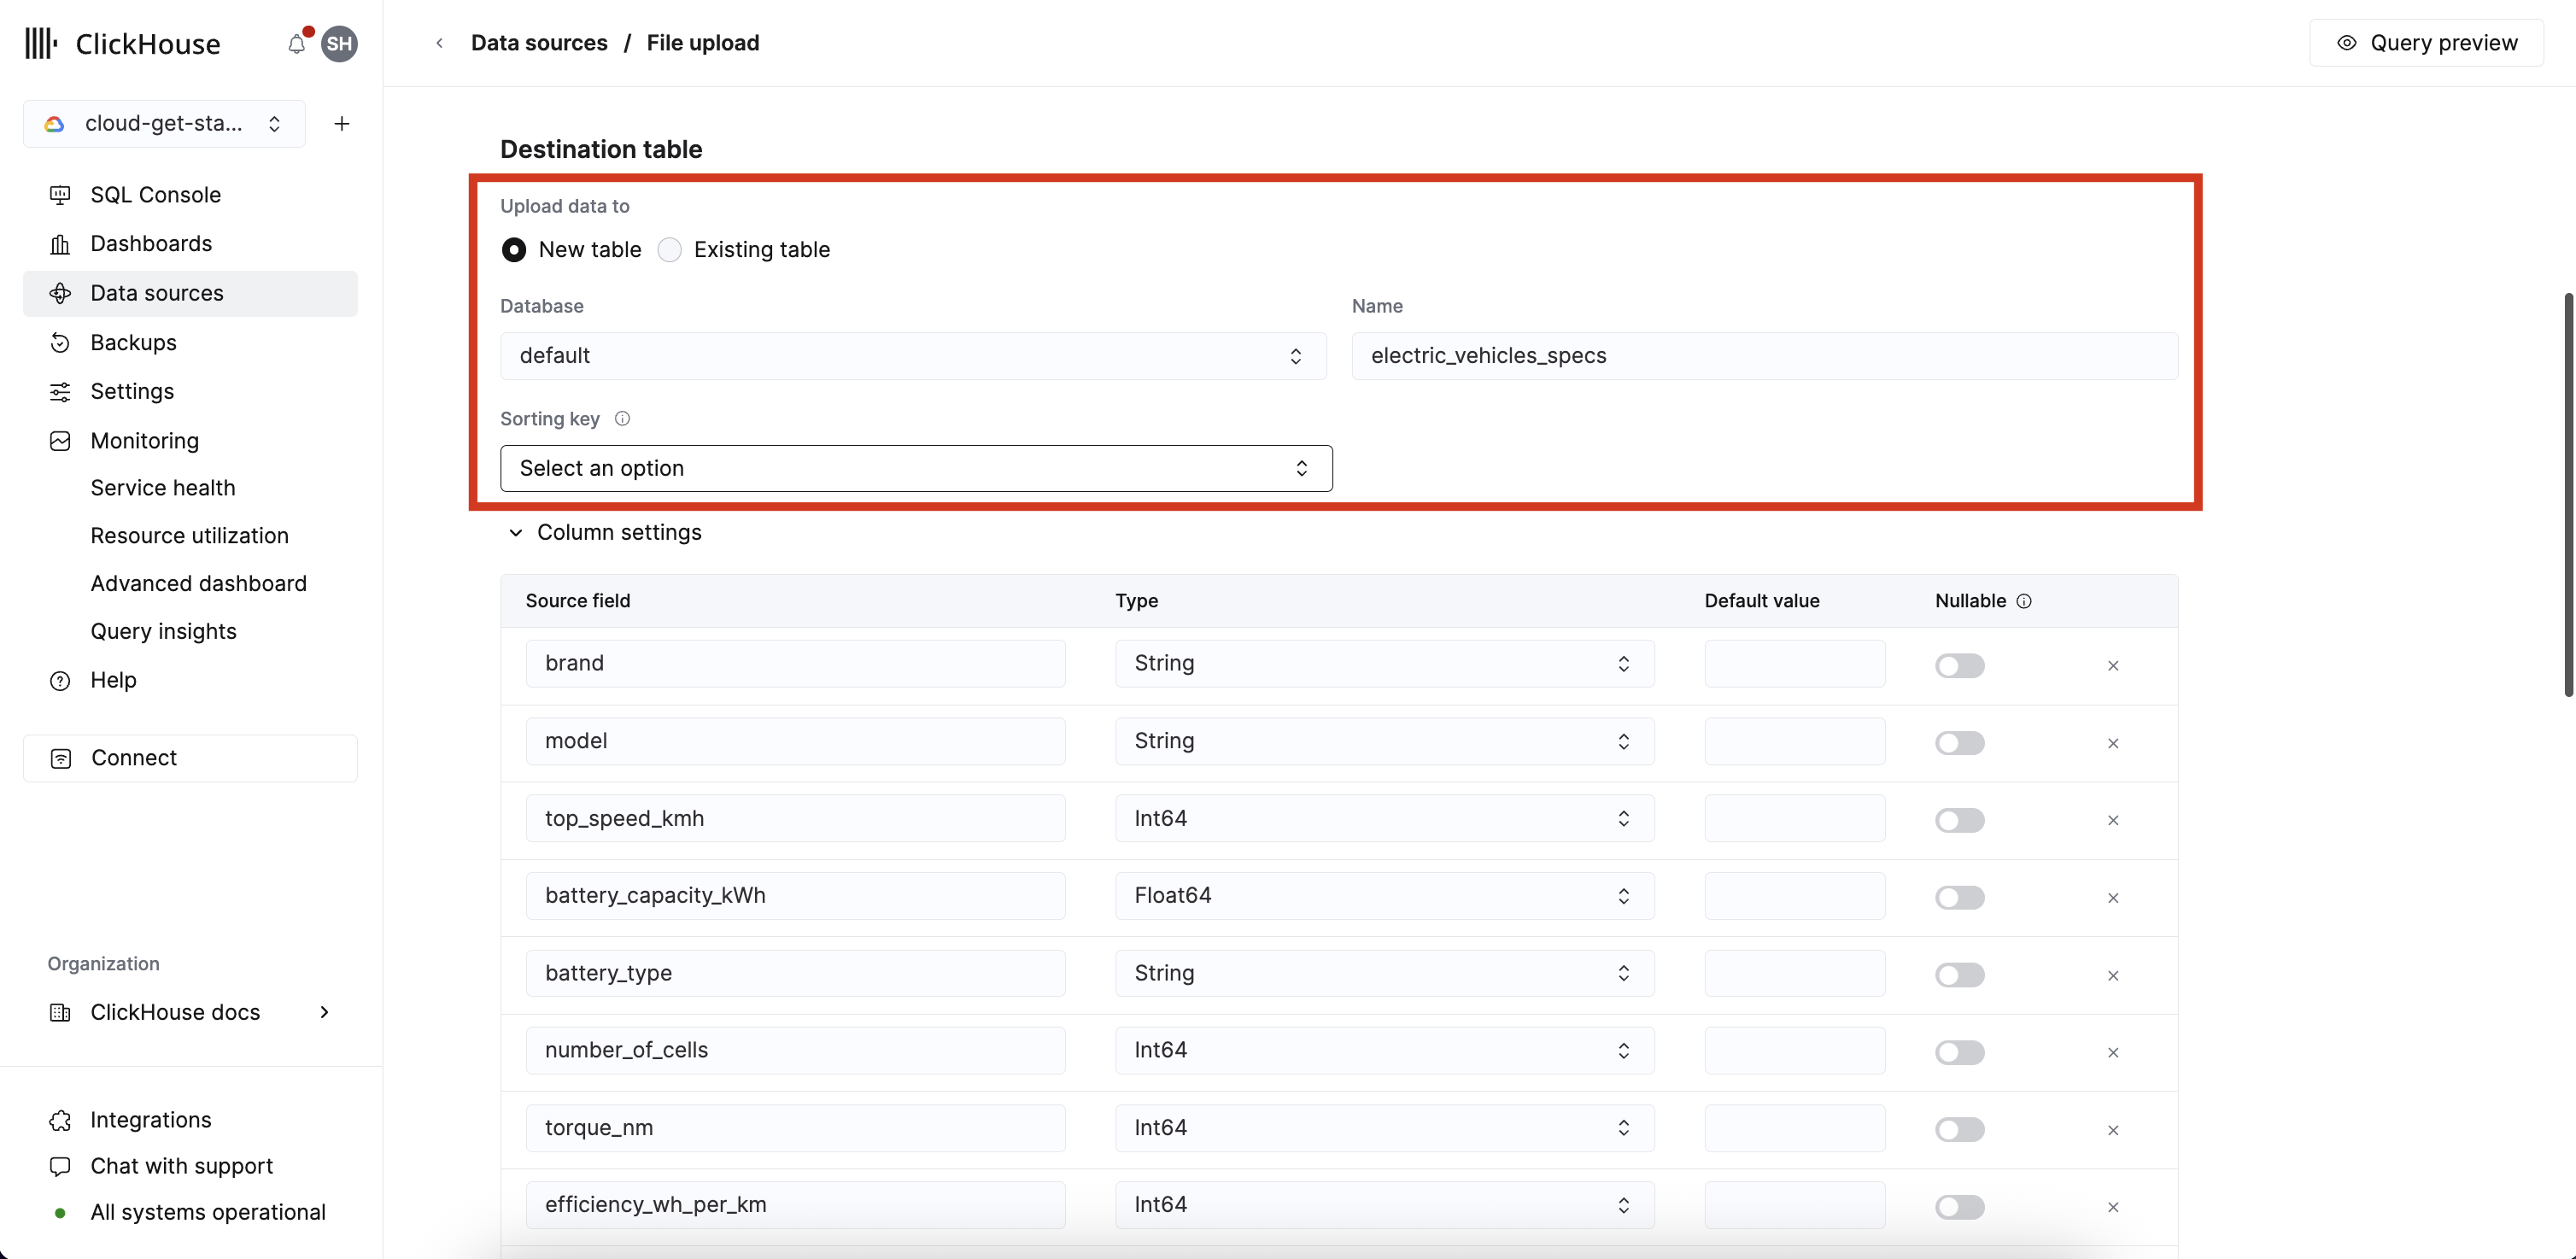 ClickHouse
SH
Data sources / File upload
Query preview
cloud-get-sta...
SQL Console
Dashboards
Data sources
Backups
Settings
Monitoring
Service health
Resource utilization
Advanced dashboard
Query insights
Help
Connect
Organization
ClickHouse docs
Integrations
Chat with support
All systems operational
Destination table
Upload data to
New table Existing table
Database Name
default electric_vehicles_specs
Sorting key
Select an option
Column settings
Source field Type Default value Nullable
brand String
model String
top_speed_kmh Int64
battery_capacity_kWh Float64
battery_type String
number_of_cells Int64
torque_nm Int64
efficiency_wh_per_km Int64